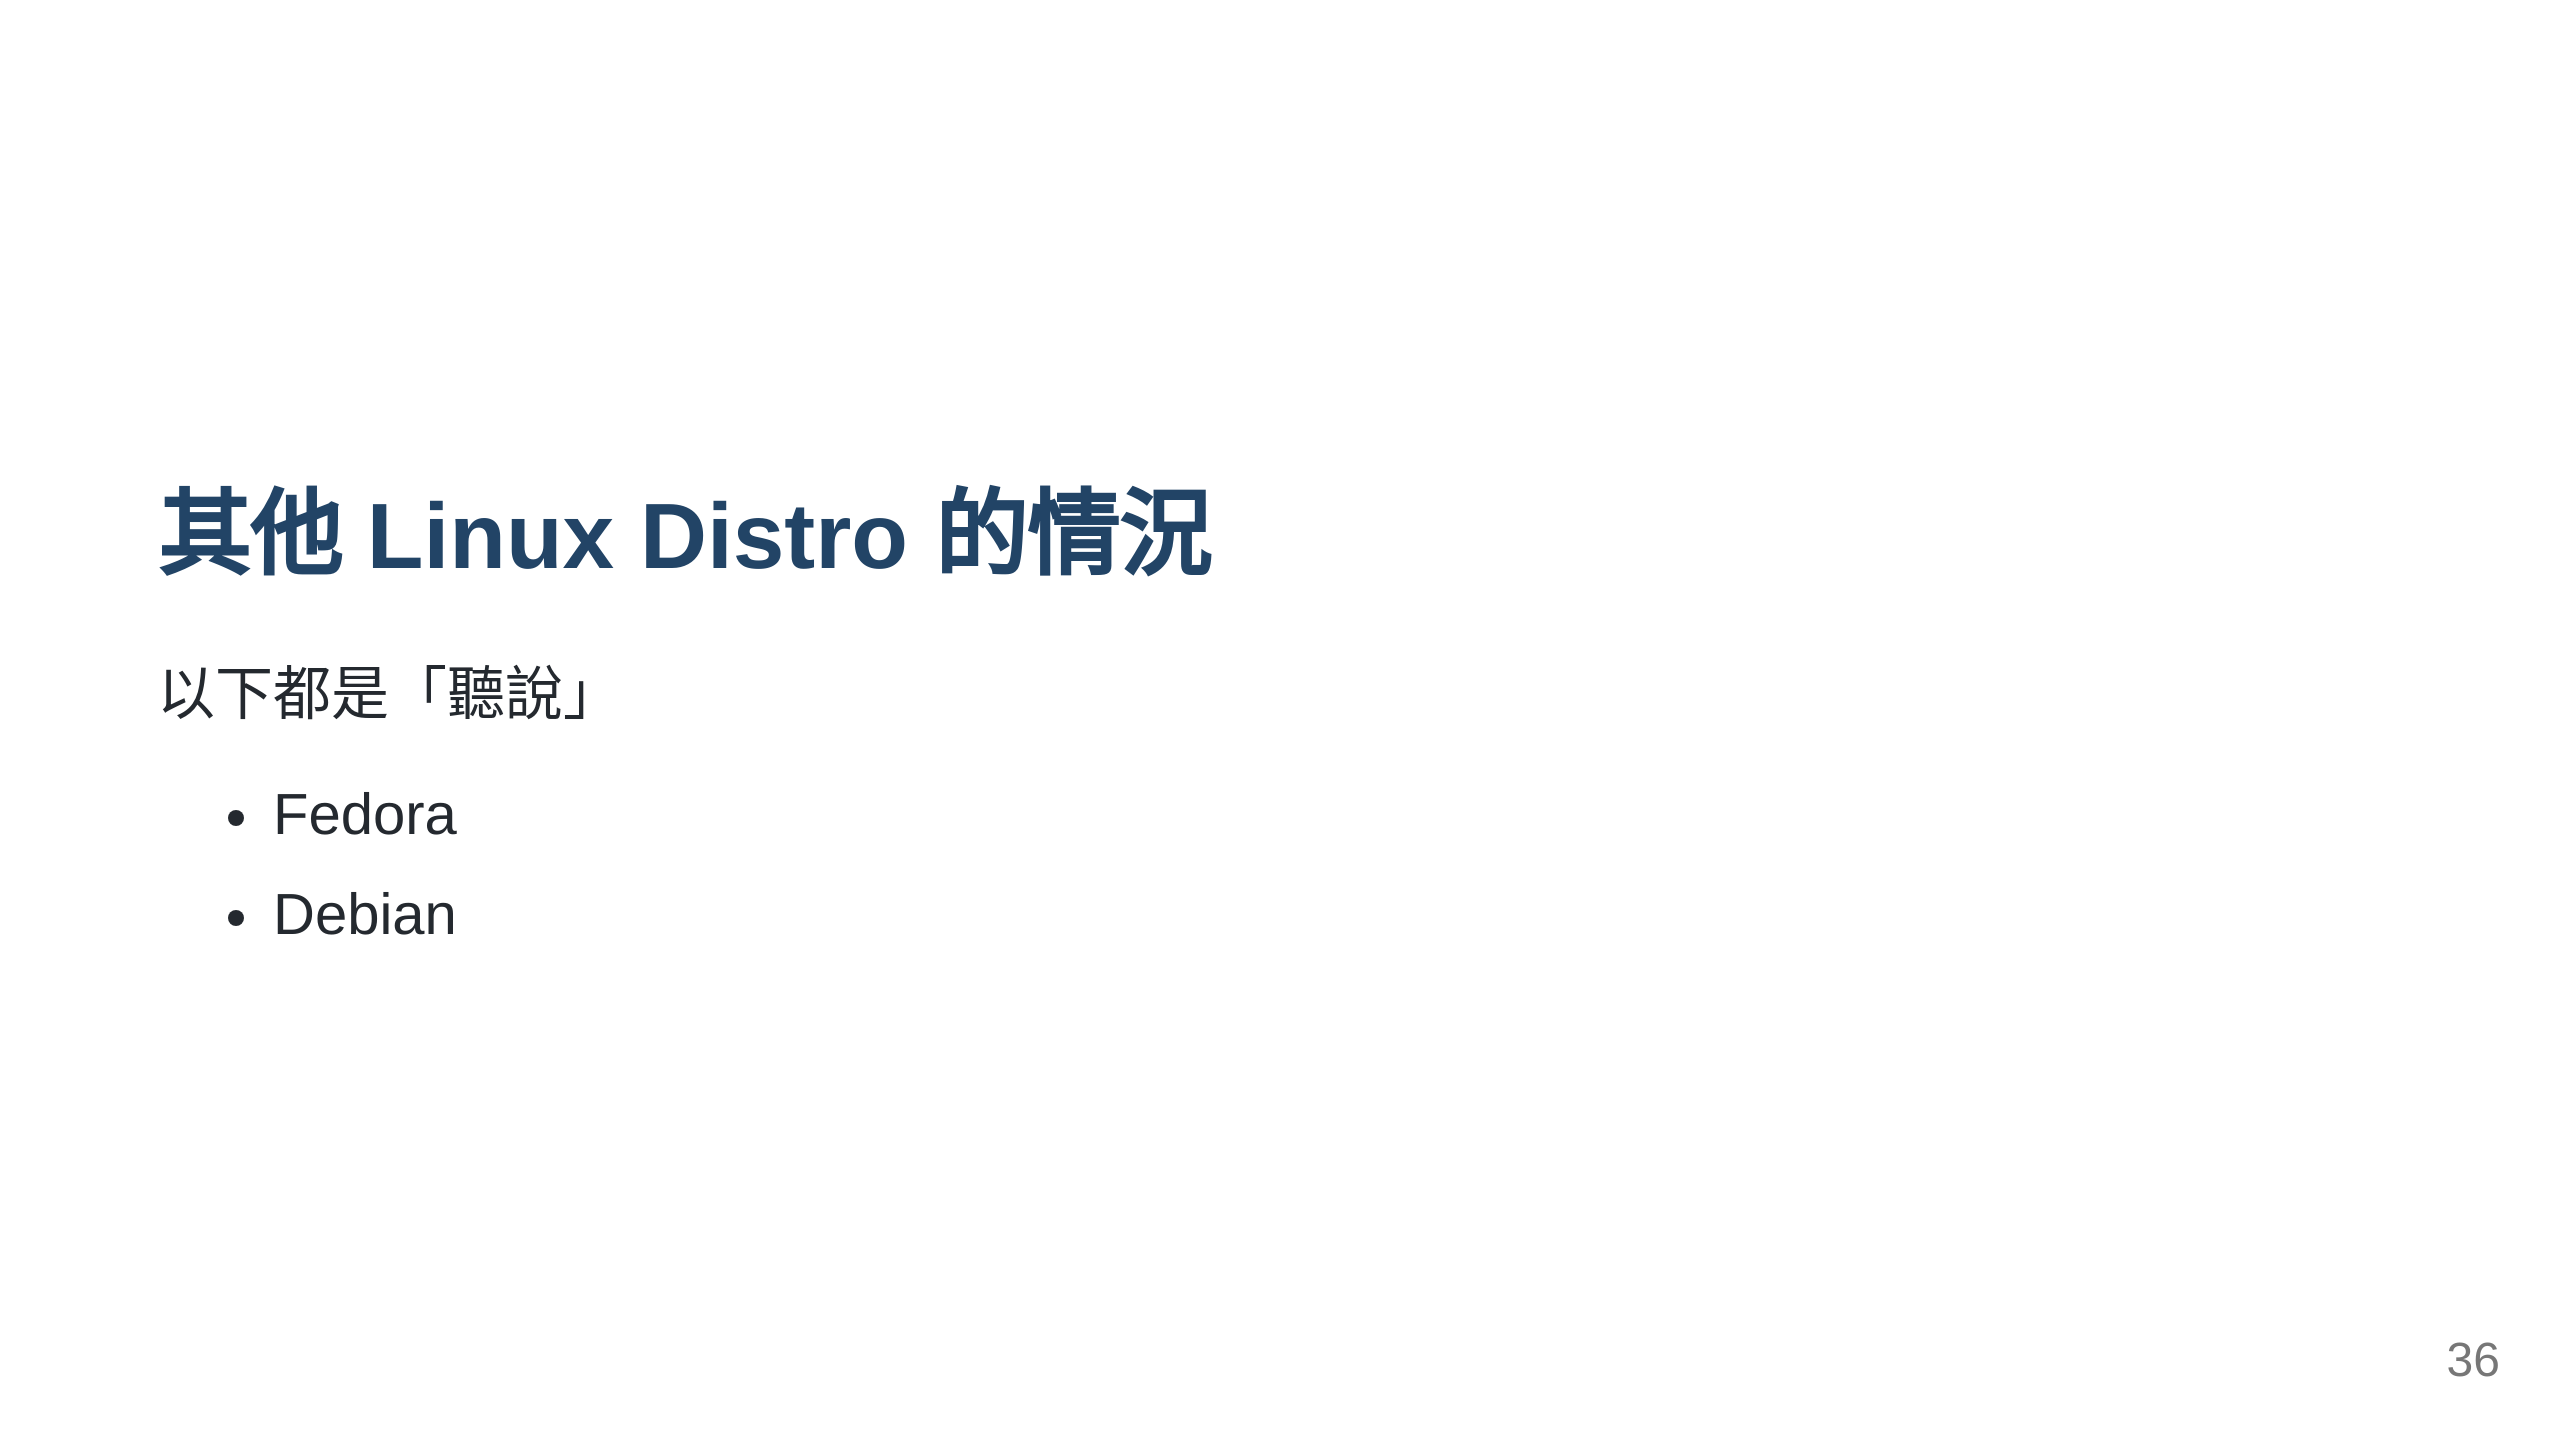 其他 Linux Distro 的情況
以下都是「聽說」
• Fedora
• Debian
36